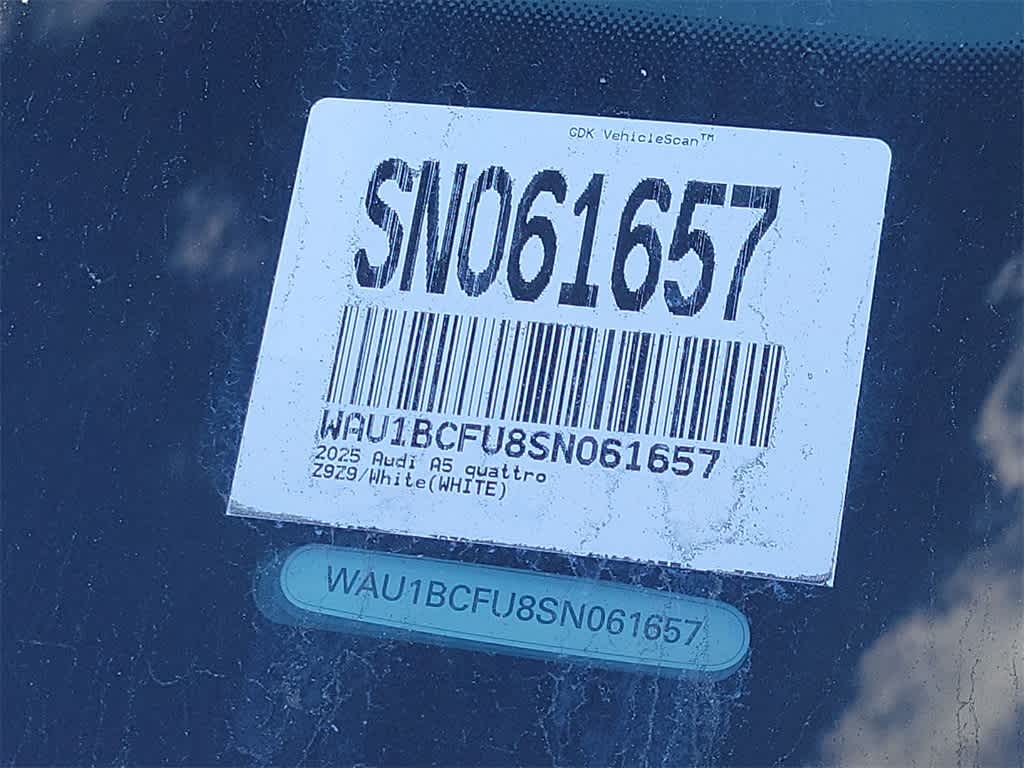 GDK VehicleScan™
SN061657
WAU1BCFU8SN061657
2025 Audi A5 quattro
Z9Z9/White(WHITE)
WAU1BCFU8SN061657